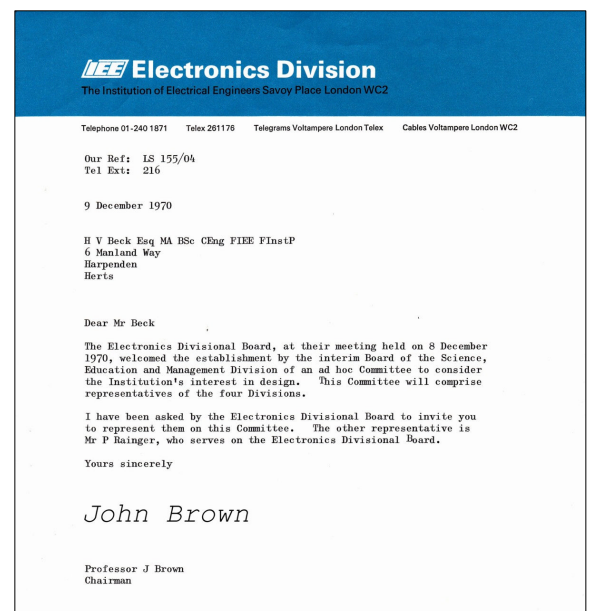 IEE Electronics Division
The Institution of Electrical Engineers Savoy Place London WC2
Telephone 01-240 1871 Telex 261176 Telegrams Voltampere London Telex Cables Voltampere London WC2
Our Ref: LS 155/04
Tel Ext: 216
9 December 1970
H V Beck Esq MA BSc CEng FIEE FInstP
6 Manland Way
Harpenden
Herts
Dear Mr Beck
The Electronics Divisional Board, at their meeting held on 8 December
1970, welcomed the establishment by the interim Board of the Science,
Education and Management Division of an ad hoc Committee to consider
the Institution's interest in design. This Committee will comprise
representatives of the four Divisions.
I have been asked by the Electronics Divisional Board to invite you
to represent them on this Committee. The other representative is
Mr P Rainger, who serves on the Electronics Divisional Board.
Yours sincerely
John Brown
Professor J Brown
Chairman